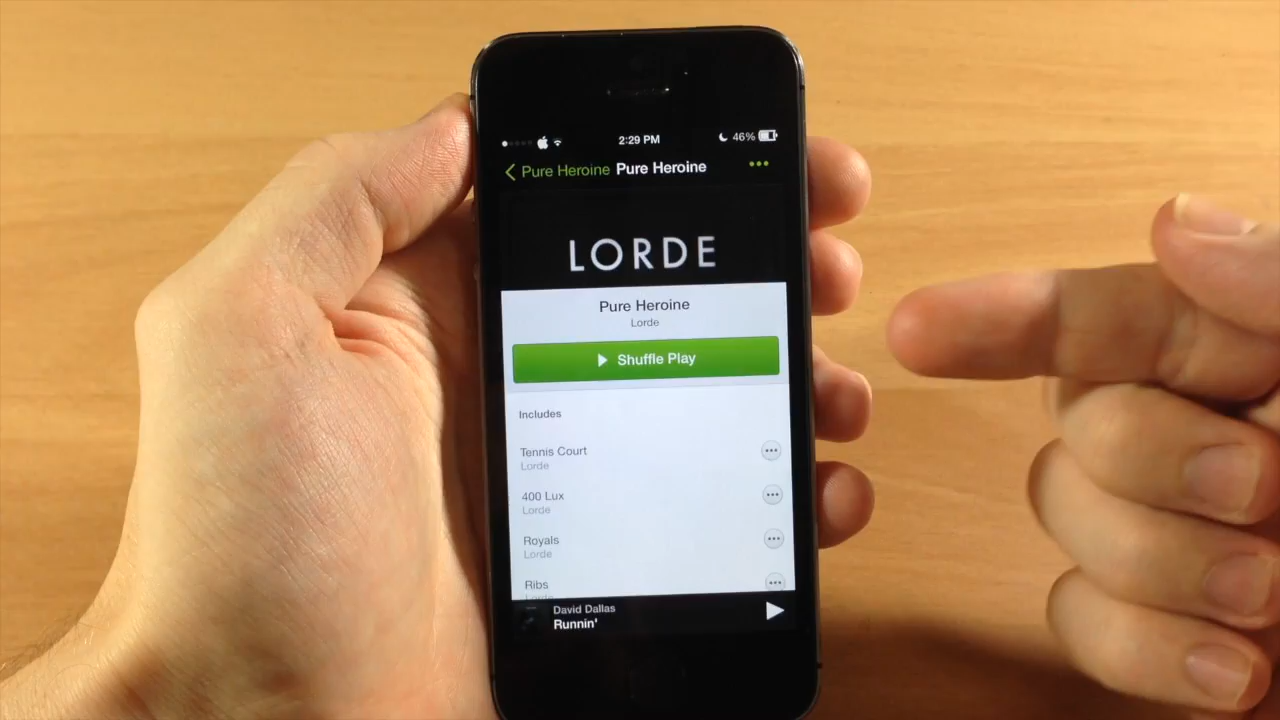 2:29 PM
46%
Pure Heroine Pure Heroine
LORDE
Pure Heroine
Lorde
Shuffle Play
Includes
Tennis Court
Lorde
400 Lux
Lorde
Royals
Lorde
Ribs
Lorde
David Dallas
Runnin'